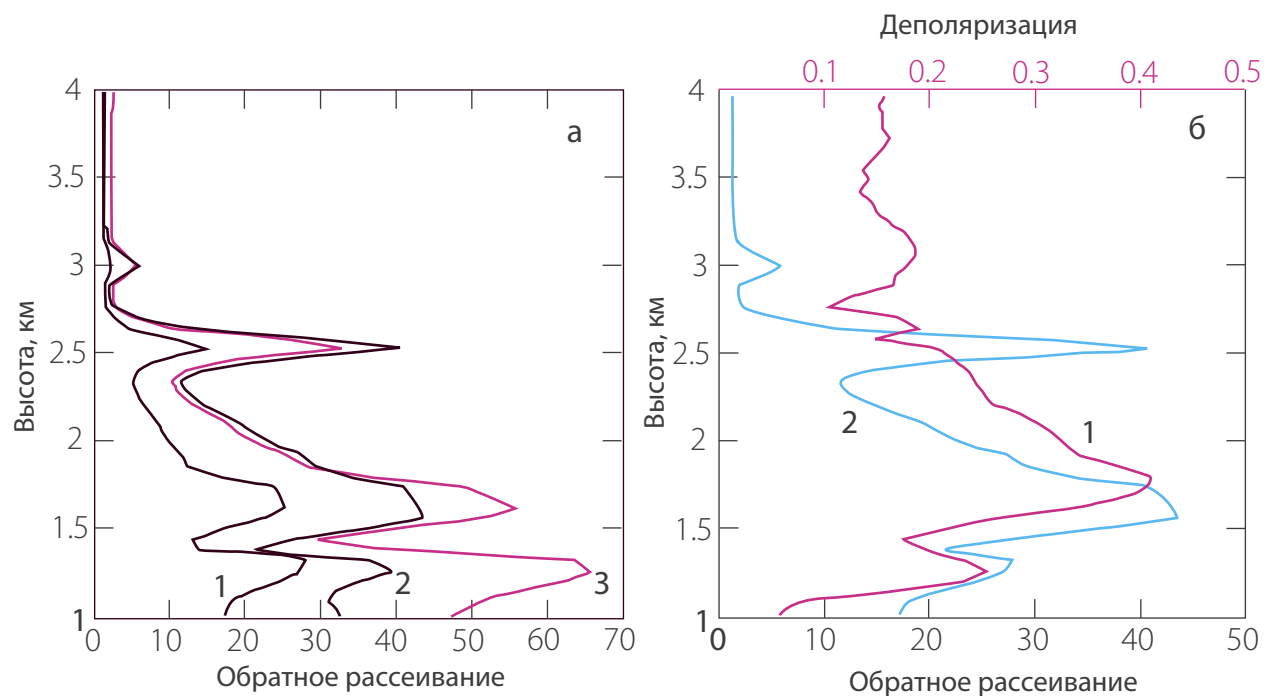 Деполяризация
0.1 0.2 0.3 0.4 0.5
4
3.5
3
2.5
2
1.5
1
Высота, км
а
1 2 3
0 10 20 30 40 50 60 70
Обратное рассеивание
4
3.5
3
2.5
2
1.5
1
Высота, км
б
2 1
0 10 20 30 40 50
Обратное рассеивание